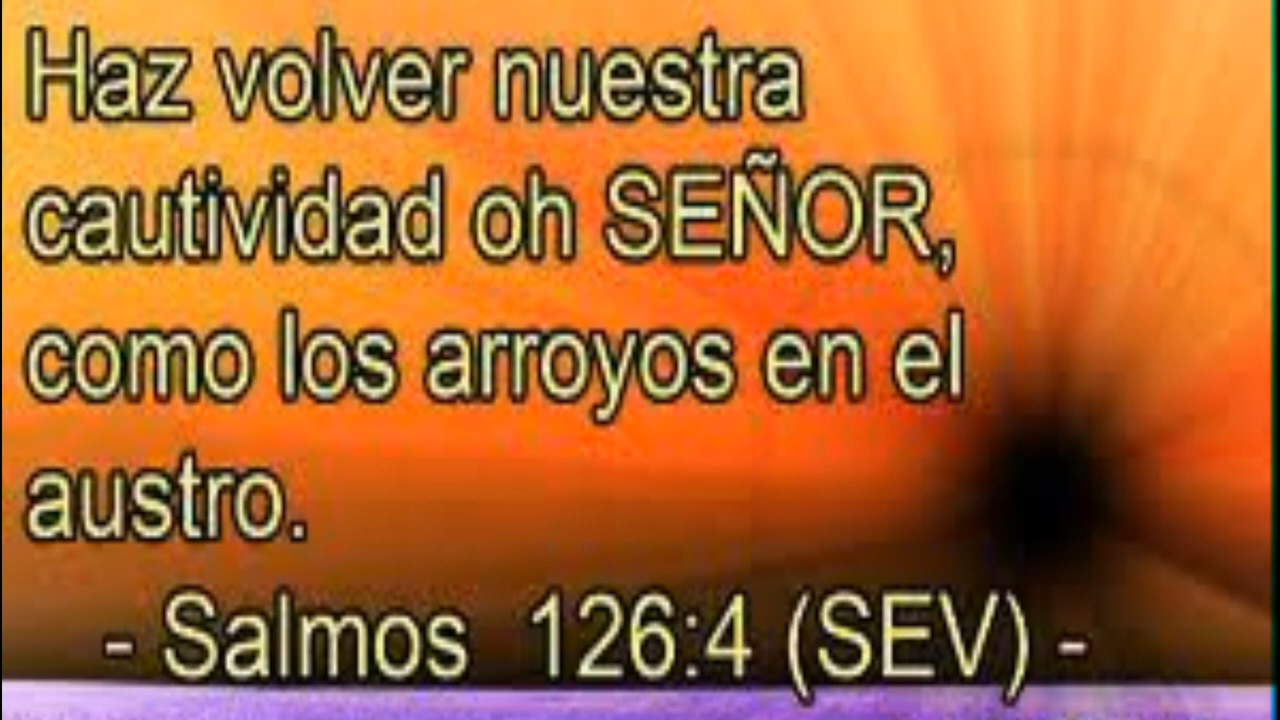 Haz volver nuestra
cautividad oh SEÑOR,
como los arroyos en el
austro.
- Salmos 126:4 (SEV) -